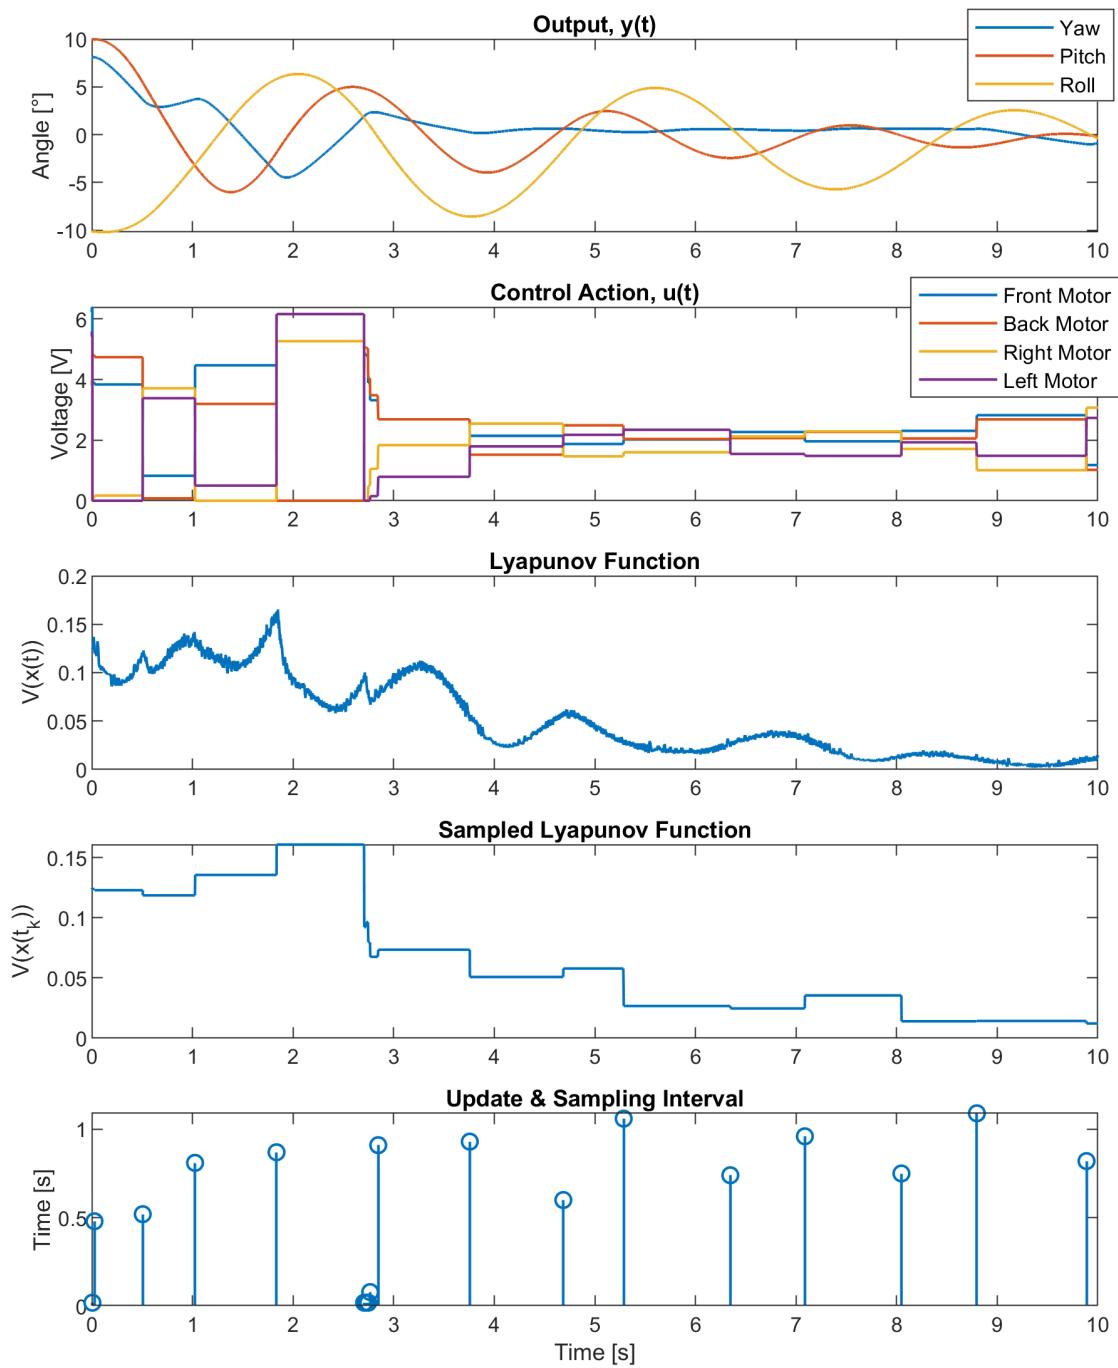 Output, y(t)
Yaw
Pitch
Roll
Angle [°]
10
5
0
-5
-10
0 1 2 3 4 5 6 7 8 9 10
Control Action, u(t)
Front Motor
Back Motor
Right Motor
Left Motor
Voltage [V]
6
4
2
0
0 1 2 3 4 5 6 7 8 9 10
Lyapunov Function
V(x(t))
0.2
0.15
0.1
0.05
0
0 1 2 3 4 5 6 7 8 9 10
Sampled Lyapunov Function
V(x(t_k))
0.15
0.1
0.05
0
0 1 2 3 4 5 6 7 8 9 10
Update & Sampling Interval
Time [s]
1
0.5
0
0 1 2 3 4 5 6 7 8 9 10
Time [s]